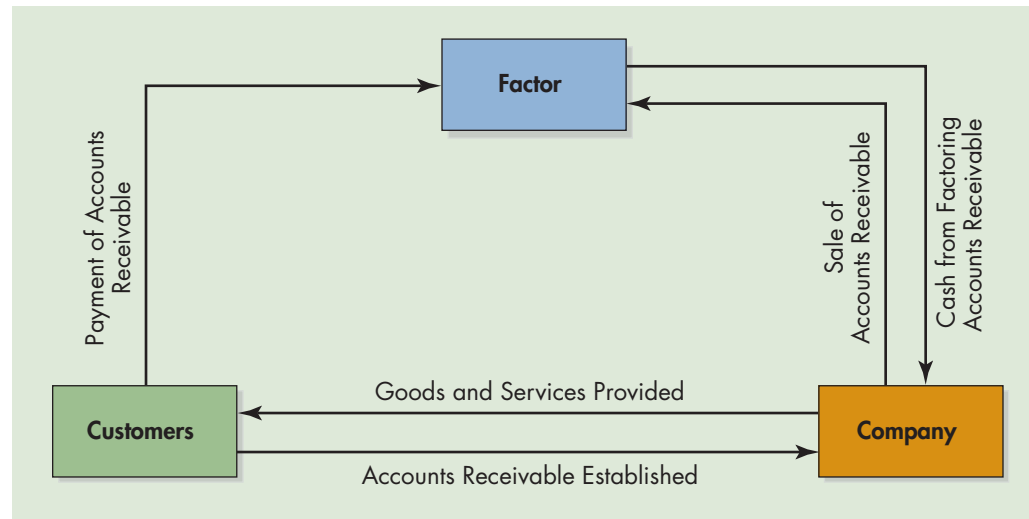 Factor
Payment of Accounts
Receivable
Sale of
Accounts Receivable
Cash from Factoring
Accounts Receivable
Goods and Services Provided
Customers
Company
Accounts Receivable Established